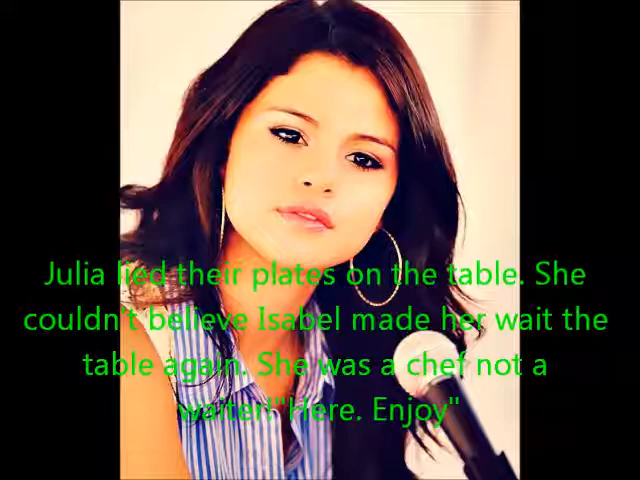 Julia lied their plates on the table. She
couldn't believe Isabel made her wait the
table again. She was a chef not a
waiter!"Here. Enjoy"